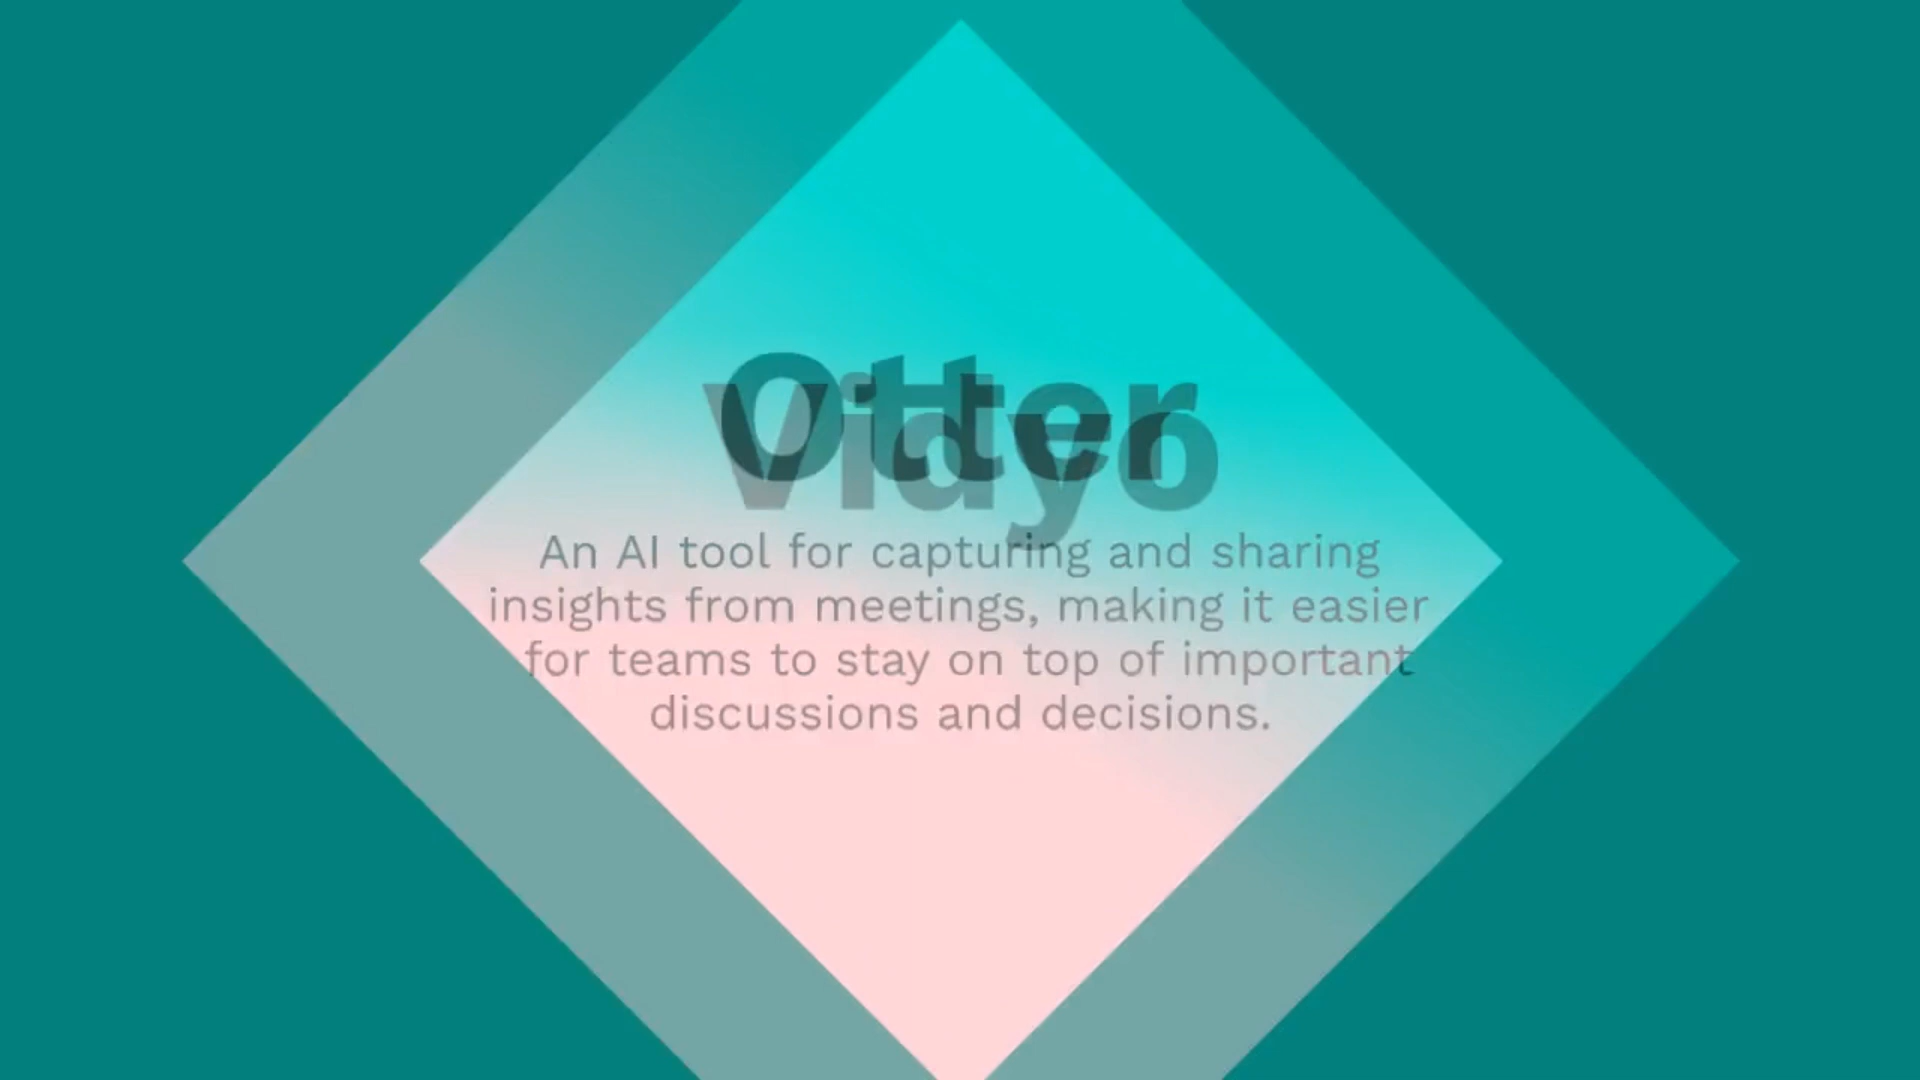 Otter
Vidyo
An AI tool for capturing and sharing
insights from meetings, making it easier
for teams to stay on top of important
discussions and decisions.